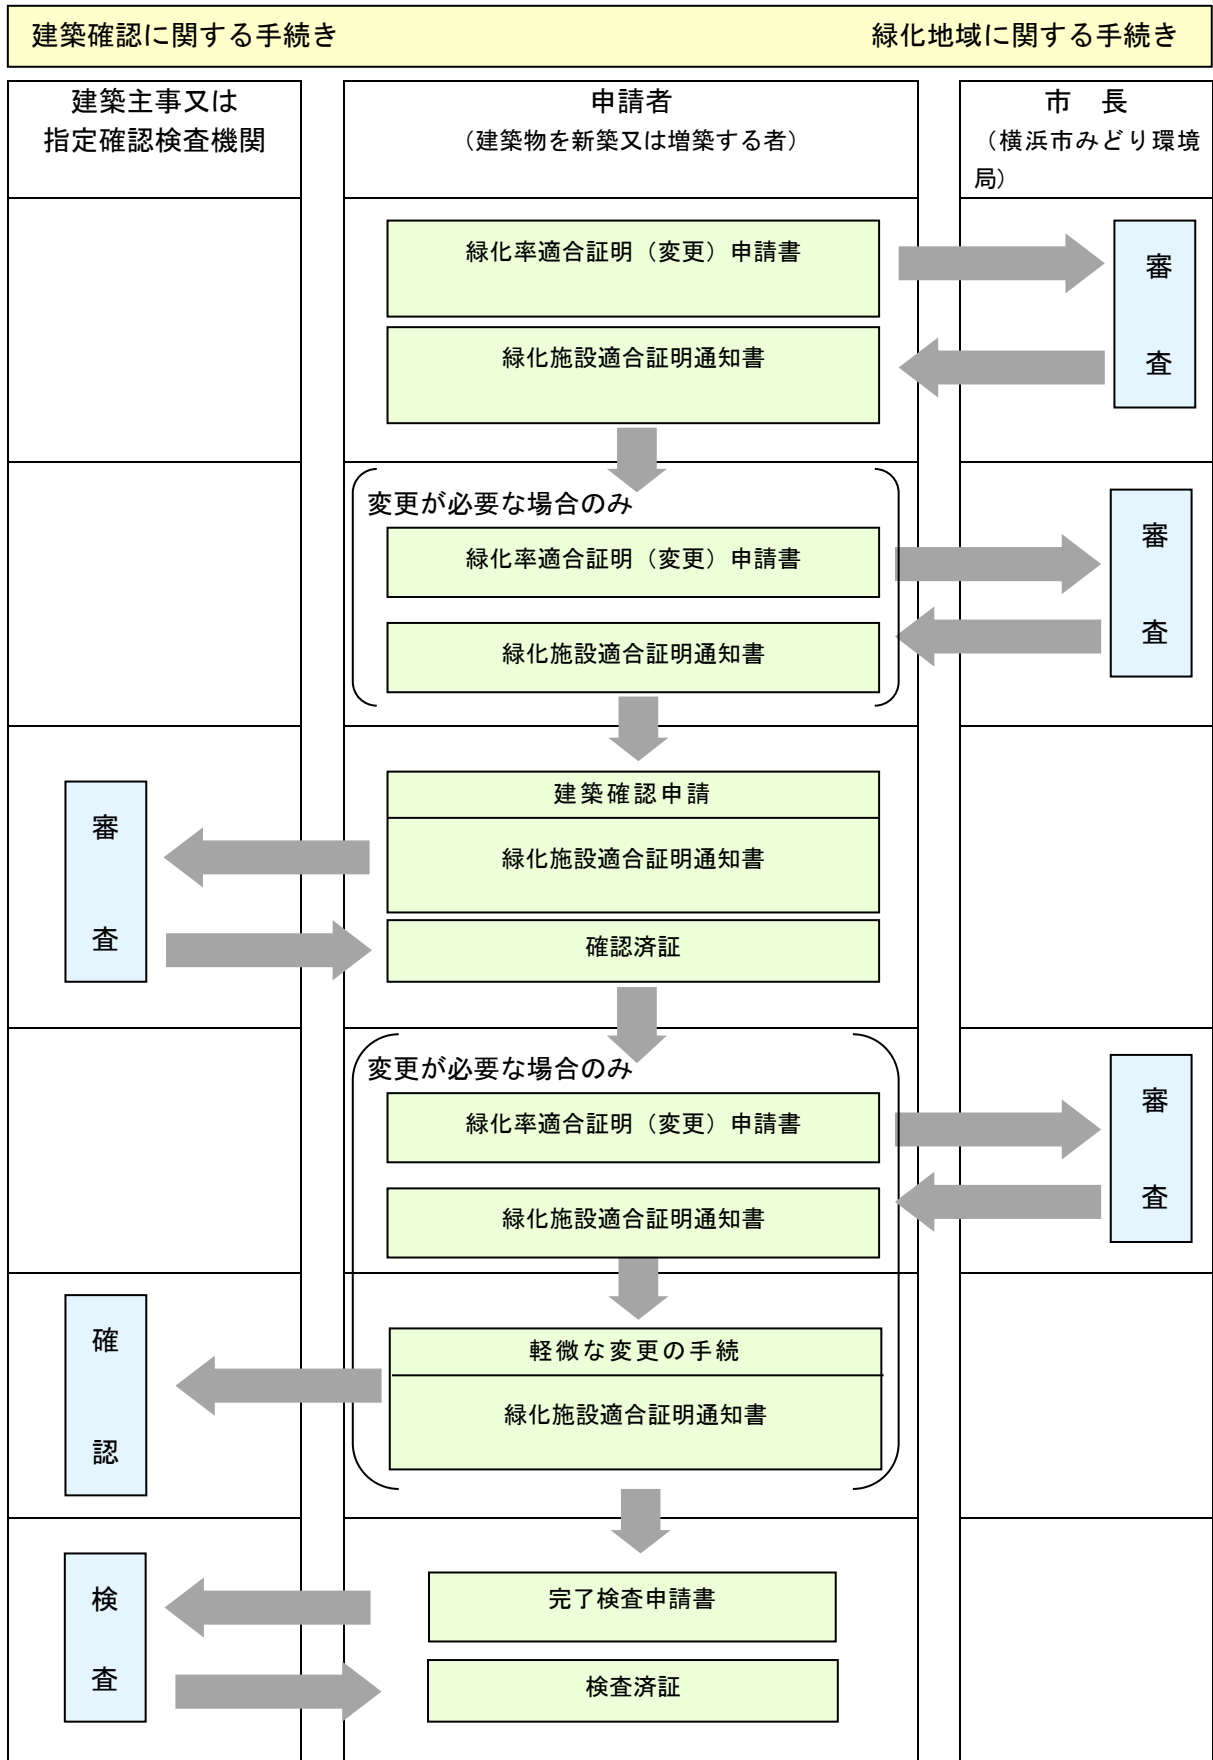 建築確認に関する手続き
緑化地域に関する手続き
建築主事又は
指定確認検査機関
申請者
（建築物を新築又は増築する者）
市　長
（横浜市みどり環境
局）
緑化率適合証明（変更）申請書
緑化施設適合証明通知書
審
査
変更が必要な場合のみ
緑化率適合証明（変更）申請書
緑化施設適合証明通知書
審
査
審
査
建築確認申請
緑化施設適合証明通知書
確認済証
変更が必要な場合のみ
緑化率適合証明（変更）申請書
緑化施設適合証明通知書
審
査
確
認
軽微な変更の手続
緑化施設適合証明通知書
検
査
完了検査申請書
検査済証